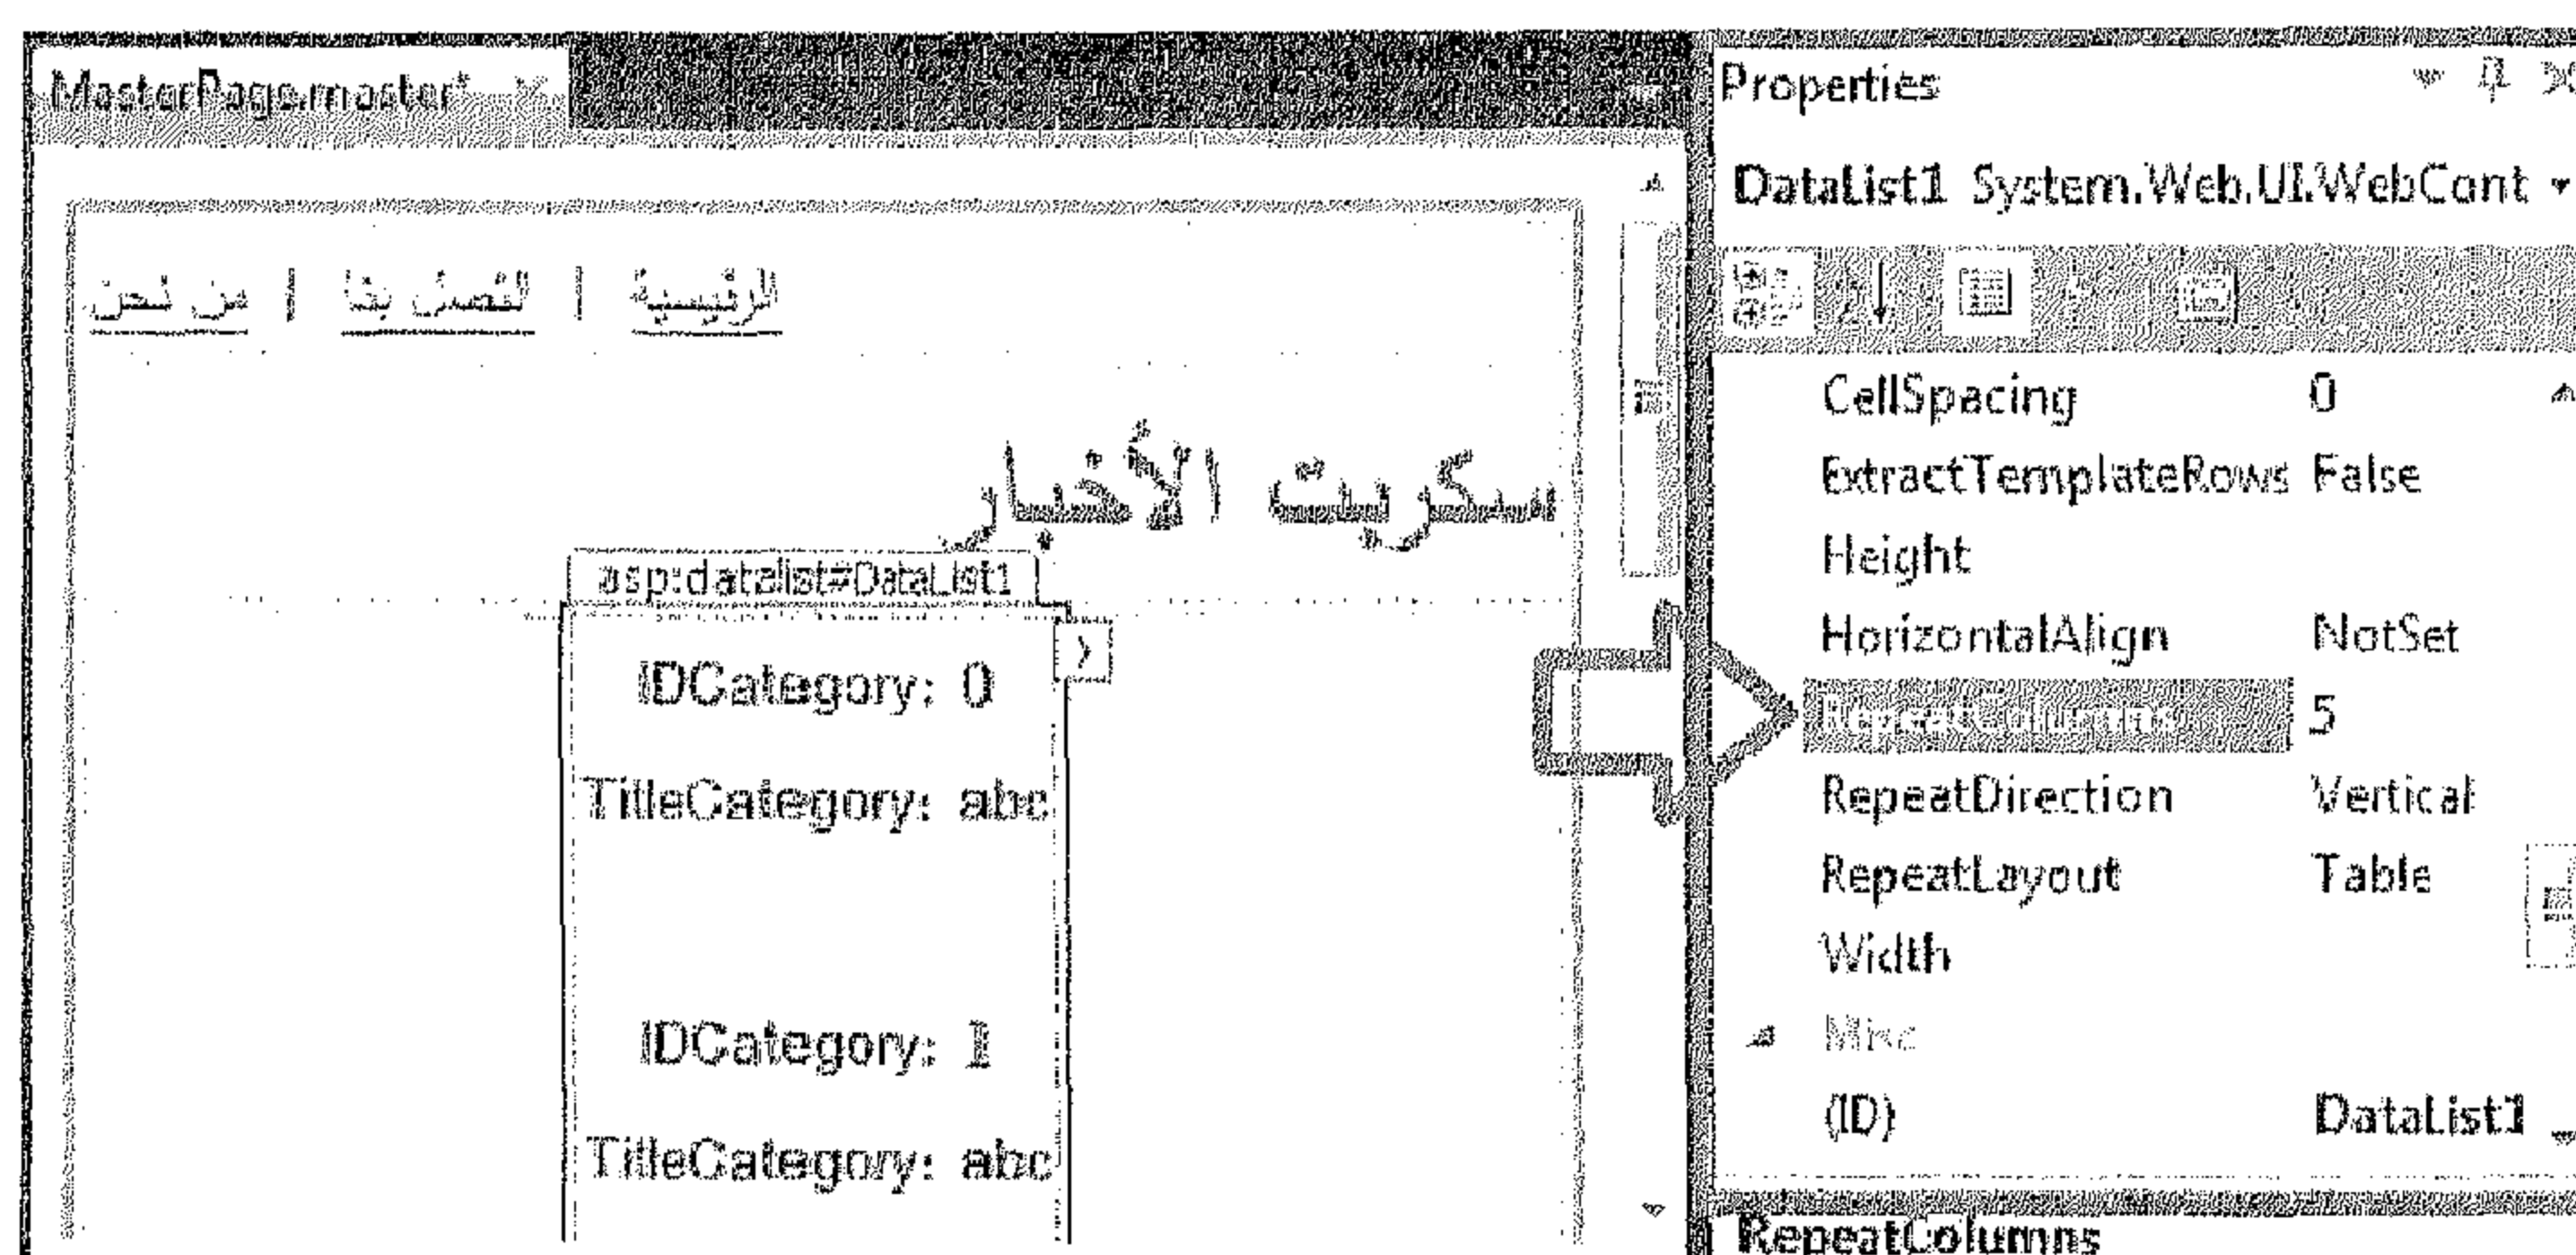 MasterPage.master*
الرئيسية | اتصل بنا | من نحن
سكربت الأخبار
asp:datalist#DataList1
IDCategory: 0
TitleCategory: abc
IDCategory: 1
TitleCategory: abc
Properties
DataList1 System.Web.UI.WebCont
CellSpacing 0
ExtractTemplateRows False
Height
HorizontalAlign NotSet
RepeatColumns 5
RepeatDirection Vertical
RepeatLayout Table
Width
Misc
(ID) DataList1
RepeatColumns